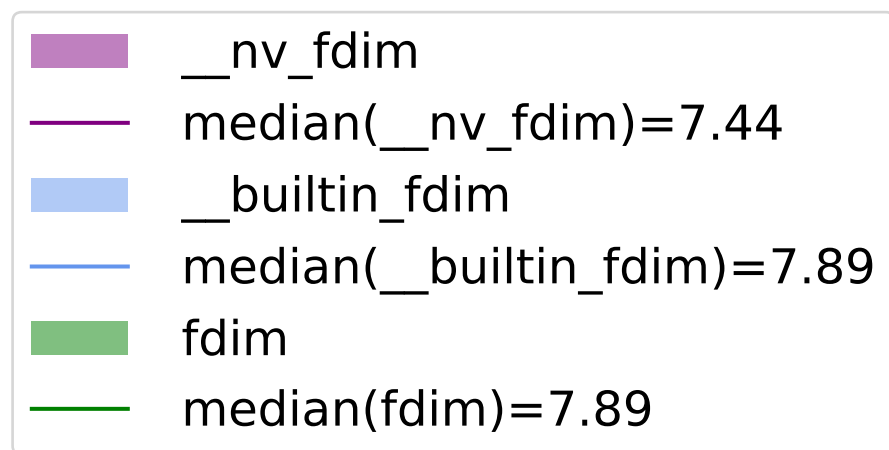 __nv_fdim
median(__nv_fdim)=7.44
__builtin_fdim
median(__builtin_fdim)=7.89
fdim
median(fdim)=7.89